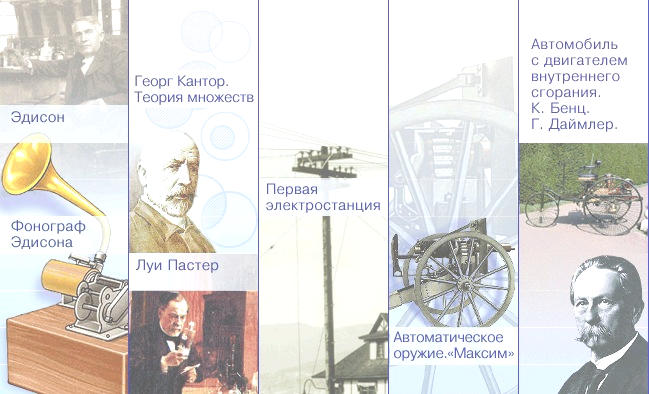 Эдисон
Фонограф
Эдисона
Георг Кантор.
Теория множеств
Луи Пастер
Первая
электростанция
Автоматическое
оружие.«Максим»
Автомобиль
с двигателем
внутреннего
сгорания.
К. Бенц.
Г. Даймлер.